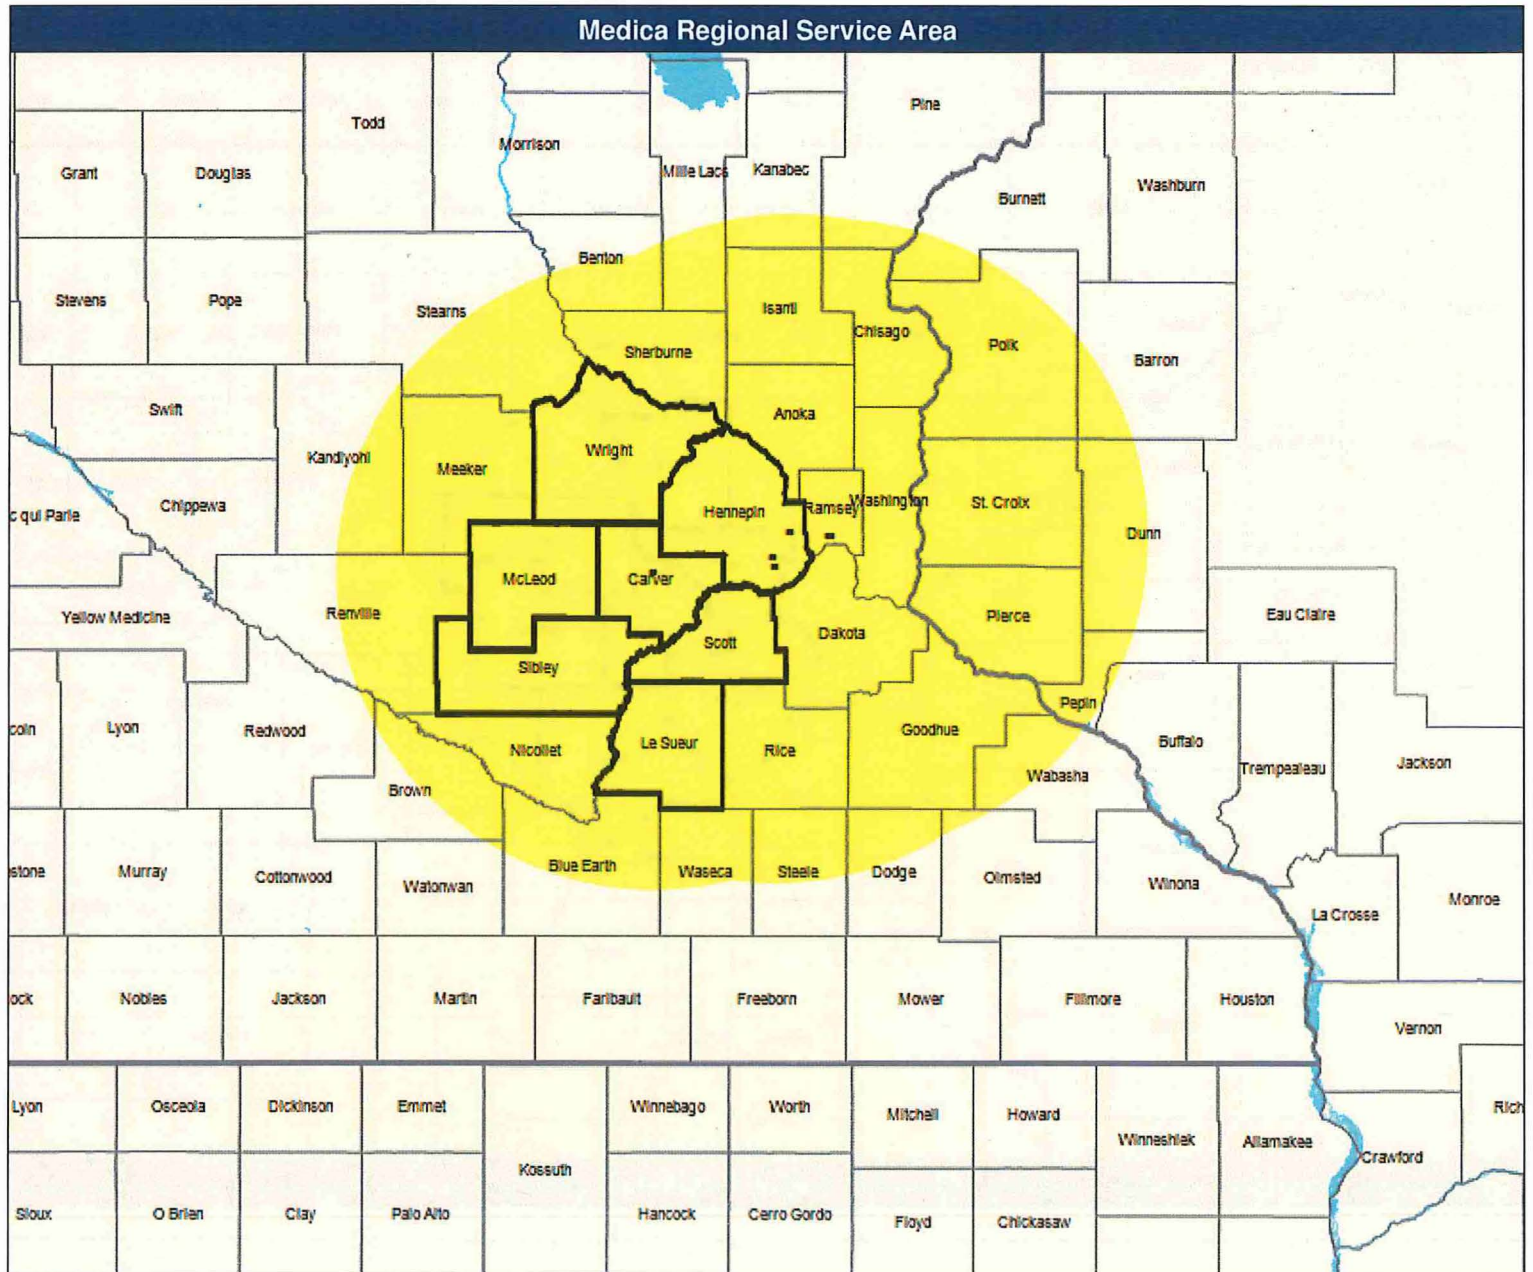 Medica Regional Service Area
Pine
Todd
Morrison
Grant
Douglas
Mille Lacs
Kanabec
Burnett
Washburn
Benton
Stevens
Pope
Stearns
Isanti
Chisago
Sherburne
Polk
Barron
Swift
Anoka
Kandiyohi
Wright
Meeker
Chippewa
c qui Parle
Hennepin
Ramsey
Washington
St. Croix
Dunn
McLeod
Carver
Yellow Medicine
Renville
Pierce
Eau Claire
Scott
Dakota
Sibley
Pepin
coln
Lyon
Redwood
Nicollet
Le Sueur
Rice
Goodhue
Buffalo
Trempealeau
Jackson
Brown
Wabasha
stone
Murray
Cottonwood
Watonwan
Blue Earth
Waseca
Steele
Dodge
Olmsted
Winona
La Crosse
Monroe
ock
Nobles
Jackson
Martin
Faribault
Freeborn
Mower
Fillmore
Houston
Vernon
Lyon
Osceola
Dickinson
Emmet
Winnebago
Worth
Mitchell
Howard
Rich
Winneshiek
Allamakee
Crawford
Kossuth
Sioux
O Brien
Clay
Palo Alto
Hancock
Cerro Gordo
Floyd
Chickasaw